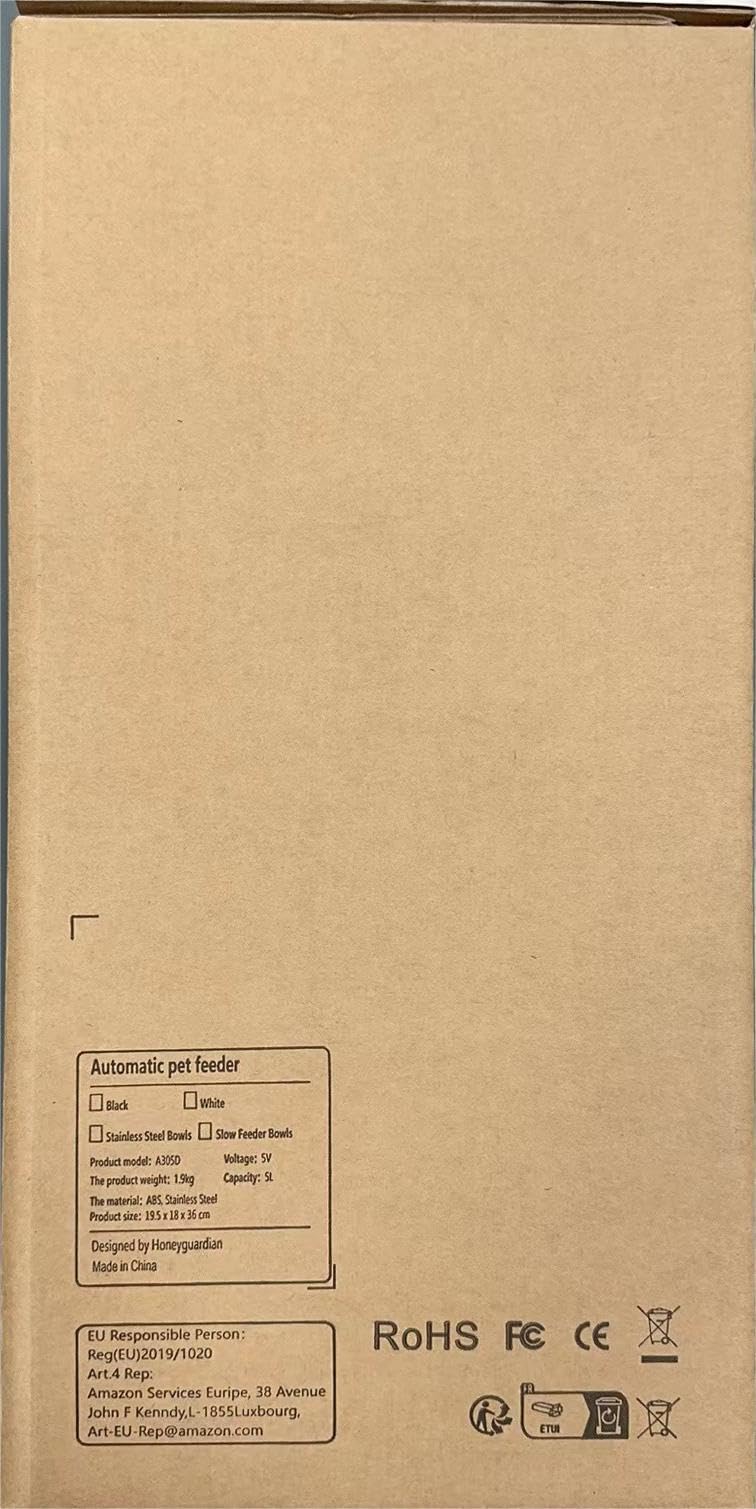 Automatic pet feeder
Black White
Stainless Steel Bowls Slow Feeder Bowls
Product model: A305D Voltage: 5V
The product weight: 1.9kg Capacity: 5L
The material: ABS, Stainless Steel
Product size: 19.5 x 18 x 36 cm
Designed by Honeyguardian
Made in China
EU Responsible Person:
Reg(EU)2019/1020
Art.4 Rep:
Amazon Services Euripe, 38 Avenue
John F Kenndy,L-1855Luxbourg,
Art-EU-Rep@amazon.com
RoHS FC CE
FR
ETUI